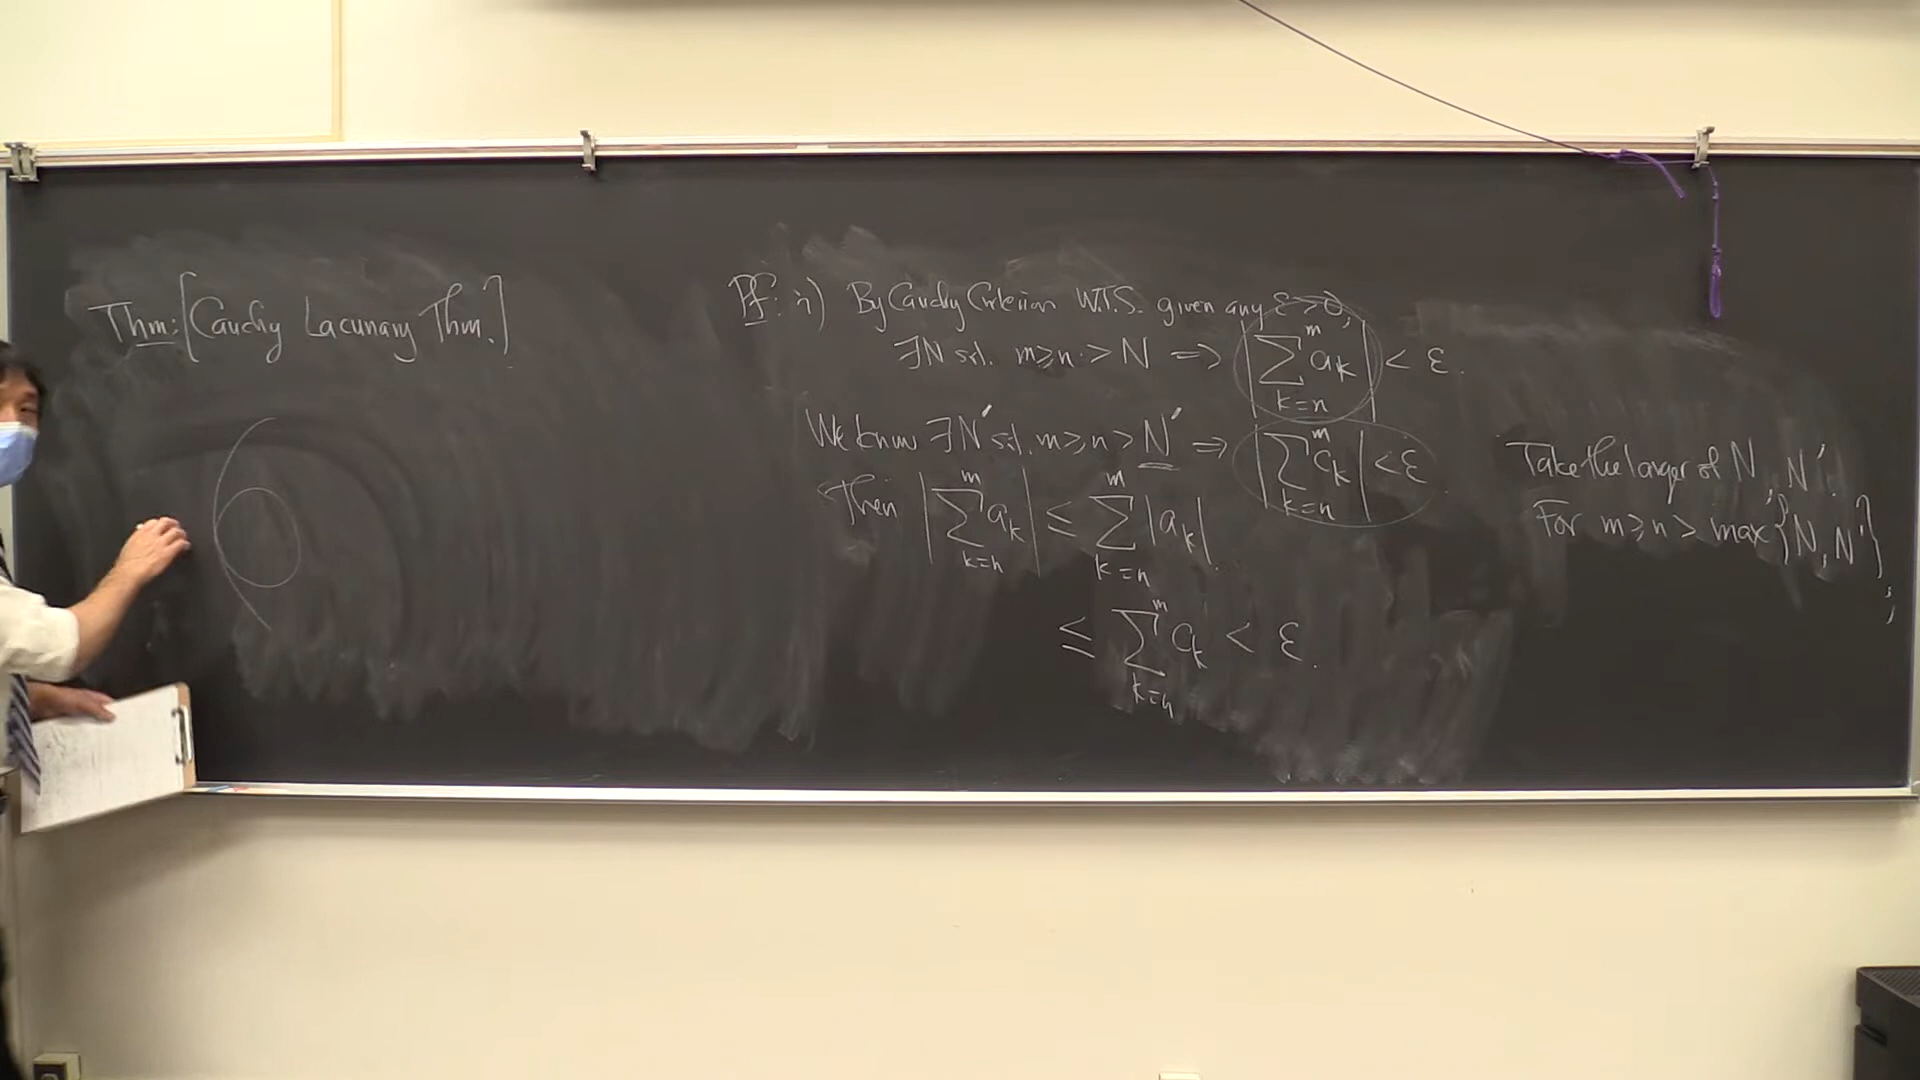 Thm: [Cauchy Lacunary Thm.]
Pf: i) By Cauchy Criterion W.T.S. given any ε > 0,
∃N s.t. m ≥ n > N ⇒ |∑_{k=n}^{m} a_k| < ε.
We know ∃N' s.t. m ≥ n > N' ⇒ |∑_{k=n}^{m} c_k| < ε
Then |∑_{k=n}^{m} a_k| ≤ ∑_{k=n}^{m} |a_k|
≤ ∑_{k=n}^{m} c_k < ε.
Take the larger of N, N'.
For m ≥ n > max {N, N'},